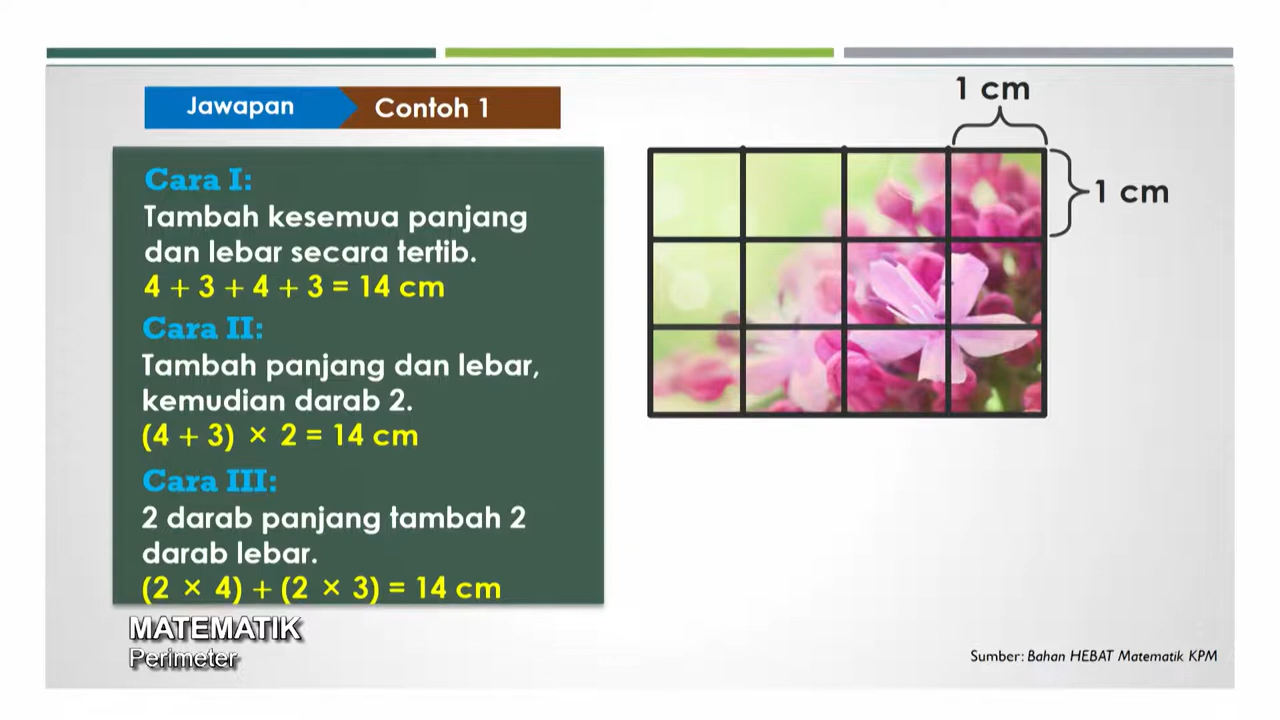 Jawapan Contoh 1
1 cm
1 cm
Cara I:
Tambah kesemua panjang
dan lebar secara tertib.
4 + 3 + 4 + 3 = 14 cm
Cara II:
Tambah panjang dan lebar,
kemudian darab 2.
(4 + 3) × 2 = 14 cm
Cara III:
2 darab panjang tambah 2
darab lebar.
(2 × 4) + (2 × 3) = 14 cm
MATEMATIK
Perimeter
Sumber: Bahan HEBAT Matematik KPM